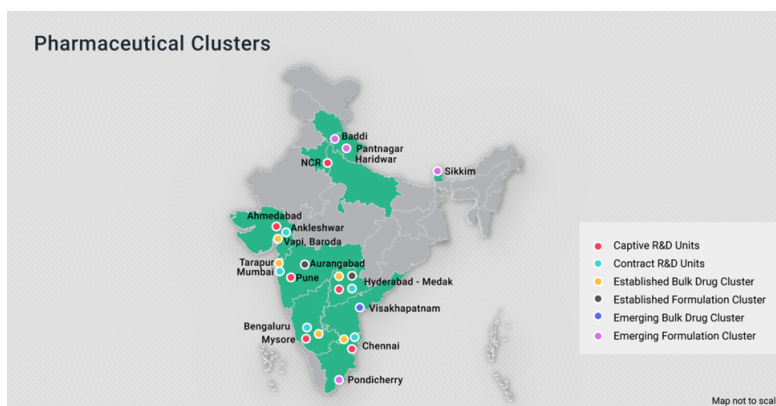 Pharmaceutical Clusters
Baddi
Pantnagar
Haridwar
NCR
Sikkim
Ahmedabad
Ankleshwar
Vapi, Baroda
Tarapur
Mumbai
Aurangabad
Pune
Hyderabad - Medak
Visakhapatnam
Bengaluru
Mysore
Chennai
Pondicherry
Captive R&D Units
Contract R&D Units
Established Bulk Drug Cluster
Established Formulation Cluster
Emerging Bulk Drug Cluster
Emerging Formulation Cluster
Map not to scal